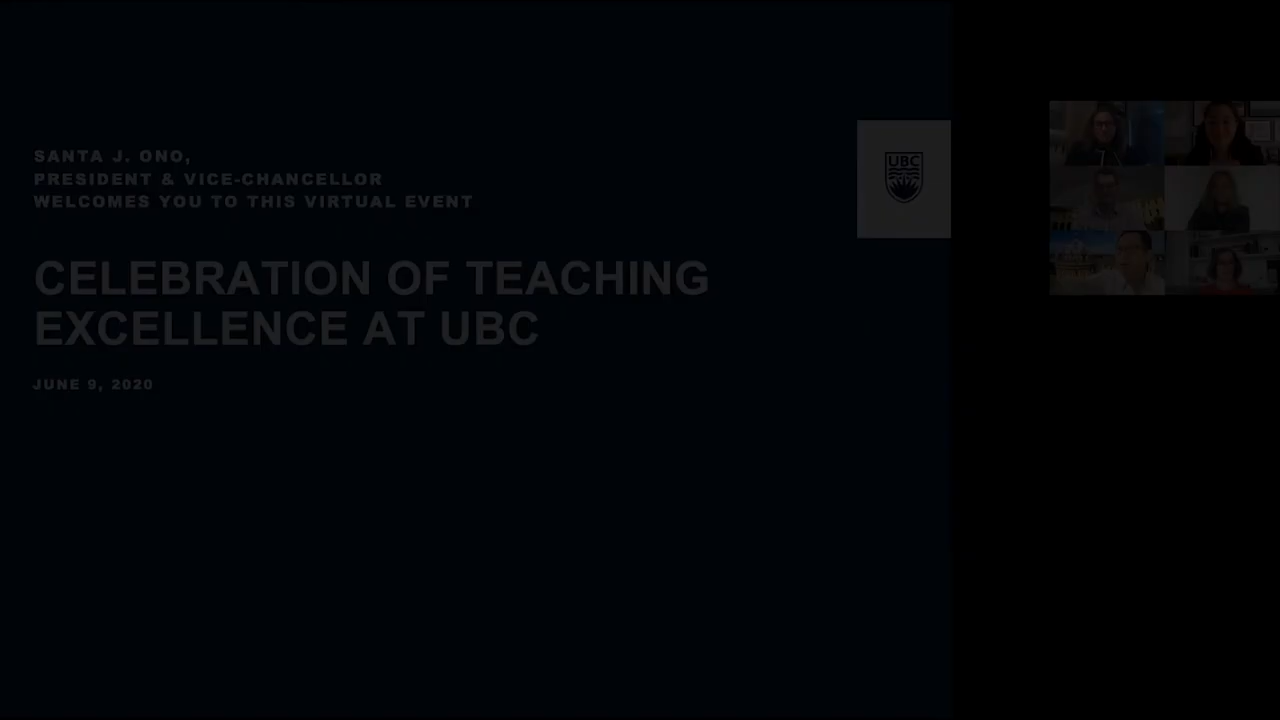 SANTA J. ONO,
PRESIDENT & VICE-CHANCELLOR
WELCOMES YOU TO THIS VIRTUAL EVENT
CELEBRATION OF TEACHING
EXCELLENCE AT UBC
JUNE 9, 2020
UBC